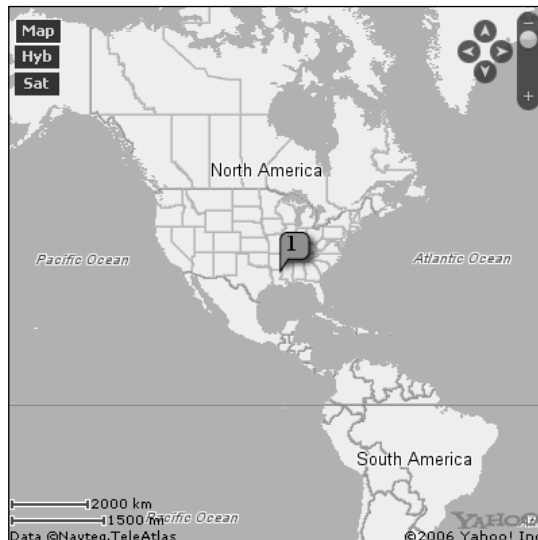 Map
Hyb
Sat
−
+
North America
1
Pacific Ocean
Atlantic Ocean
South America
2000 km
1500 mi
Pacific Ocean
YAHOO
Data ©Navteq,TeleAtlas
©2006 Yahoo! Inc